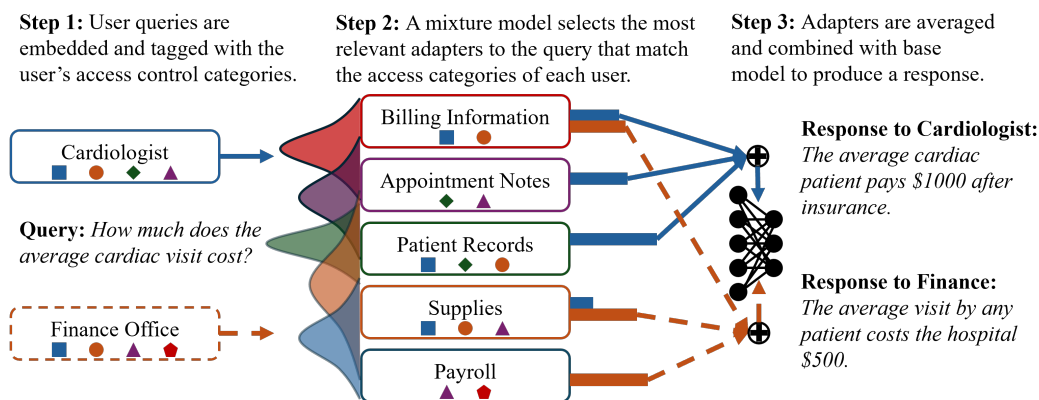 Step 1: User queries are
embedded and tagged with the
user's access control categories.
Step 2: A mixture model selects the most
relevant adapters to the query that match
the access categories of each user.
Step 3: Adapters are averaged
and combined with base
model to produce a response.
Cardiologist
Query: How much does the
average cardiac visit cost?
Finance Office
Billing Information
Appointment Notes
Patient Records
Supplies
Payroll
Response to Cardiologist:
The average cardiac
patient pays $1000 after
insurance.
Response to Finance:
The average visit by any
patient costs the hospital
$500.